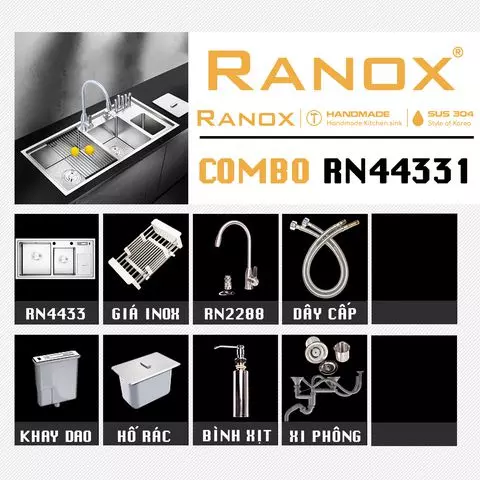 RANOX®
RANOX
HANDMADE
Handmade Kitchen sink
SUS 304
Style of Korea
COMBO RN44331
RN4433
GIÁ INOX
RN2288
DÂY CẤP
KHAY DAO
HỐ RÁC
BÌNH XỊT
XI PHÔNG